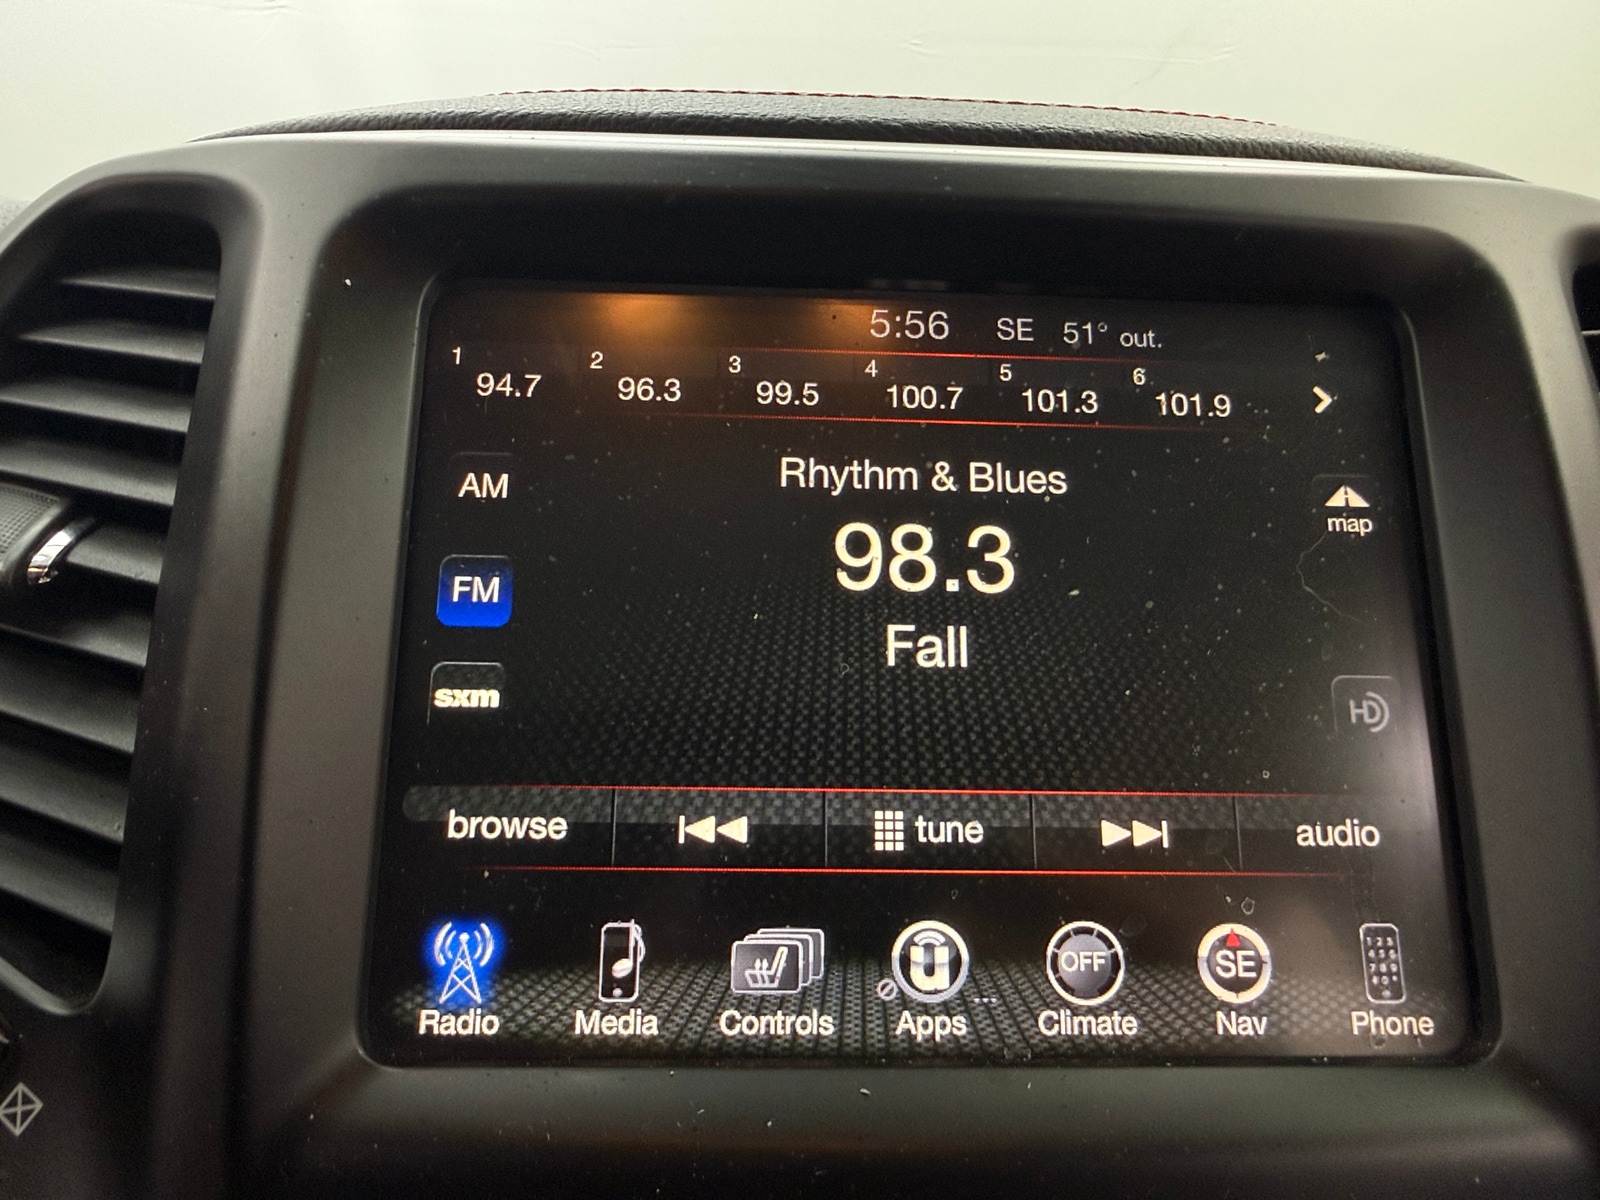 5:56 SE 51° out.
1 94.7 2 96.3 3 99.5 4 100.7 5 101.3 6 101.9
AM
Rhythm & Blues
map
98.3
FM
Fall
sxm
HD
browse tune audio
OFF SE
Radio Media Controls Apps Climate Nav Phone